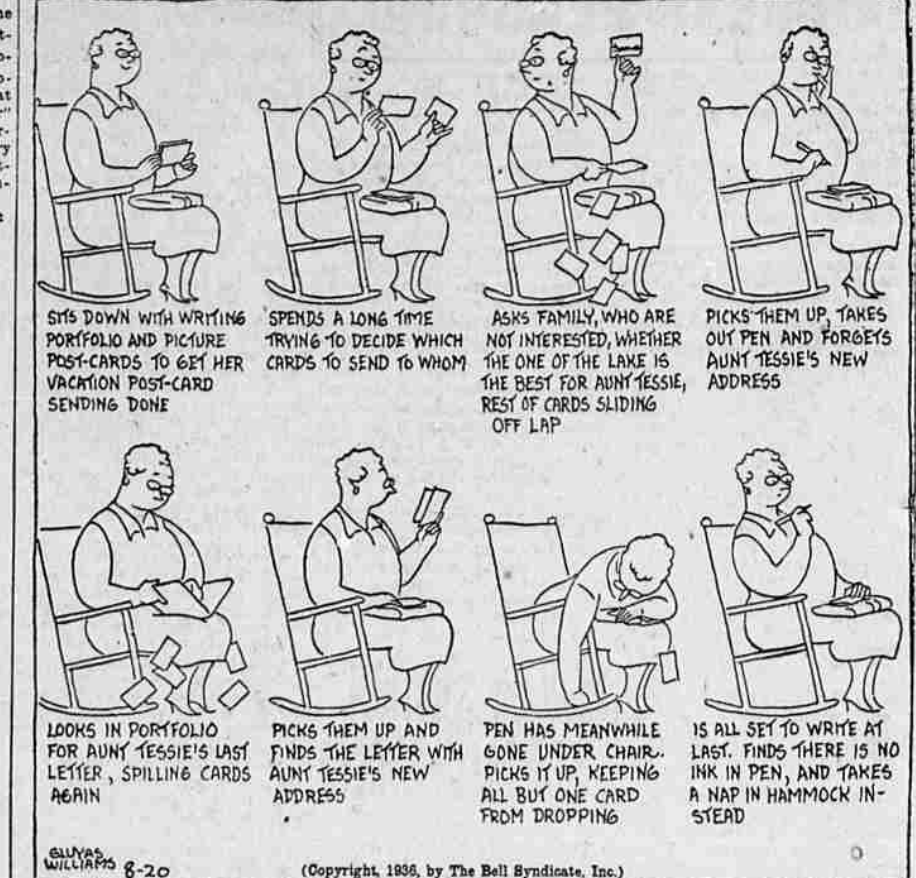 SITS DOWN WITH WRITING
PORTFOLIO AND PICTURE
POST-CARDS TO GET HER
VACATION POST-CARD
SENDING DONE
SPENDS A LONG TIME
TRYING TO DECIDE WHICH
CARDS TO SEND TO WHOM
ASKS FAMILY, WHO ARE
NOT INTERESTED, WHETHER
THE ONE OF THE LAKE IS
THE BEST FOR AUNT TESSIE,
REST OF CARDS SLIDING
OFF LAP
PICKS THEM UP, TAKES
OUT PEN AND FORGETS
AUNT TESSIE'S NEW
ADDRESS
LOOKS IN PORTFOLIO
FOR AUNT TESSIE'S LAST
LETTER, SPILLING CARDS
AGAIN
PICKS THEM UP AND
FINDS THE LETTER WITH
AUNT TESSIE'S NEW
ADDRESS
PEN HAS MEANWHILE
GONE UNDER CHAIR.
PICKS IT UP, KEEPING
ALL BUT ONE CARD
FROM DROPPING
IS ALL SET TO WRITE AT
LAST. FINDS THERE IS NO
INK IN PEN, AND TAKES
A NAP IN HAMMOCK IN-
STEAD
GLUYAS
WILLIAMS 8-20
(Copyright, 1936, by The Bell Syndicate, Inc.)